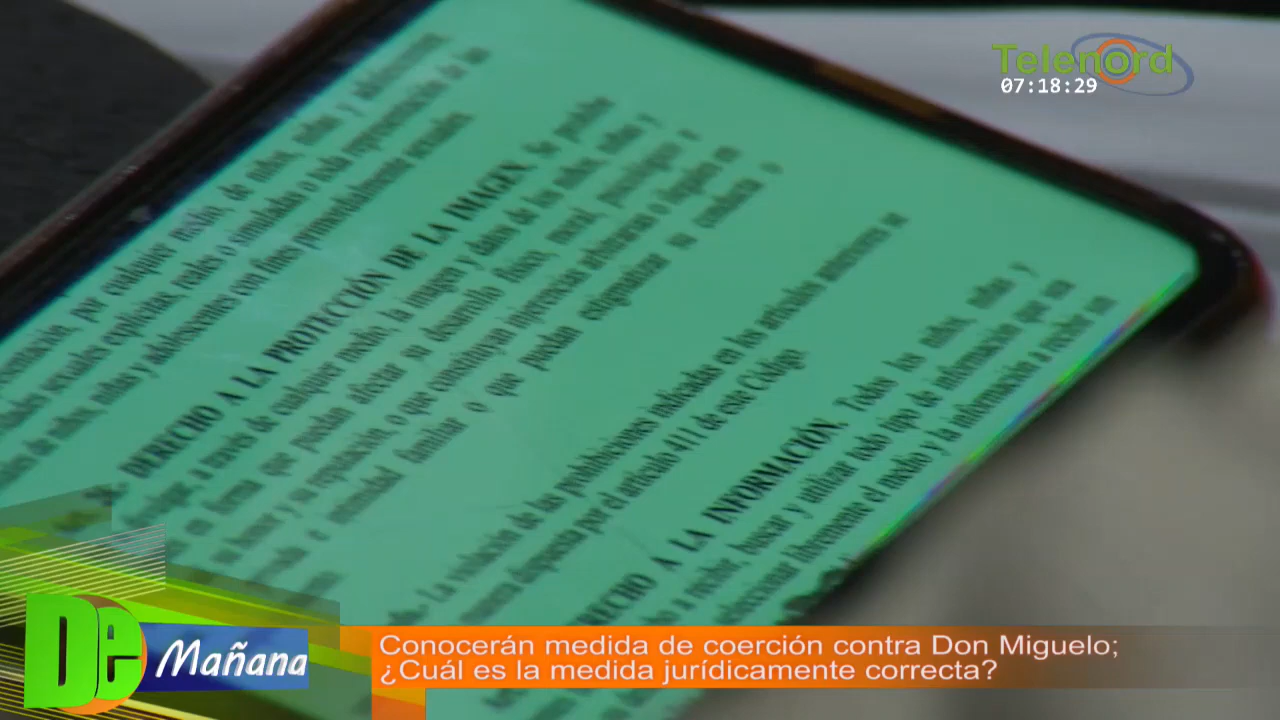 Telenord
07:18:29
por cualquier medio, de niños, niñas y adolescentes
sexuales explícitas, reales o simuladas o toda representación de las
de niños, niñas y adolescentes con fines primordialmente sexuales.
DERECHO A LA PROTECCIÓN DE LA IMAGEN. Se prohíbe
a través de cualquier medio, la imagen y datos de los niños, niñas y
en forma que puedan afectar su desarrollo físico, moral, psicológico e
su honor y su reputación, o que constituyan injerencia arbitraria o ilegal en
familiar o que puedan estigmatizar su conducta o
La violación de las prohibiciones indicadas en los artículos anteriores se
dispuesta por el artículo 411 de este Código.
DERECHO A LA INFORMACIÓN. Todos los niños, niñas y
a recibir, buscar y utilizar todo tipo de información que sea
seleccionar libremente el medio y la información a recibir sin
De
Mañana
Conocerán medida de coerción contra Don Miguelo;
¿Cuál es la medida jurídicamente correcta?